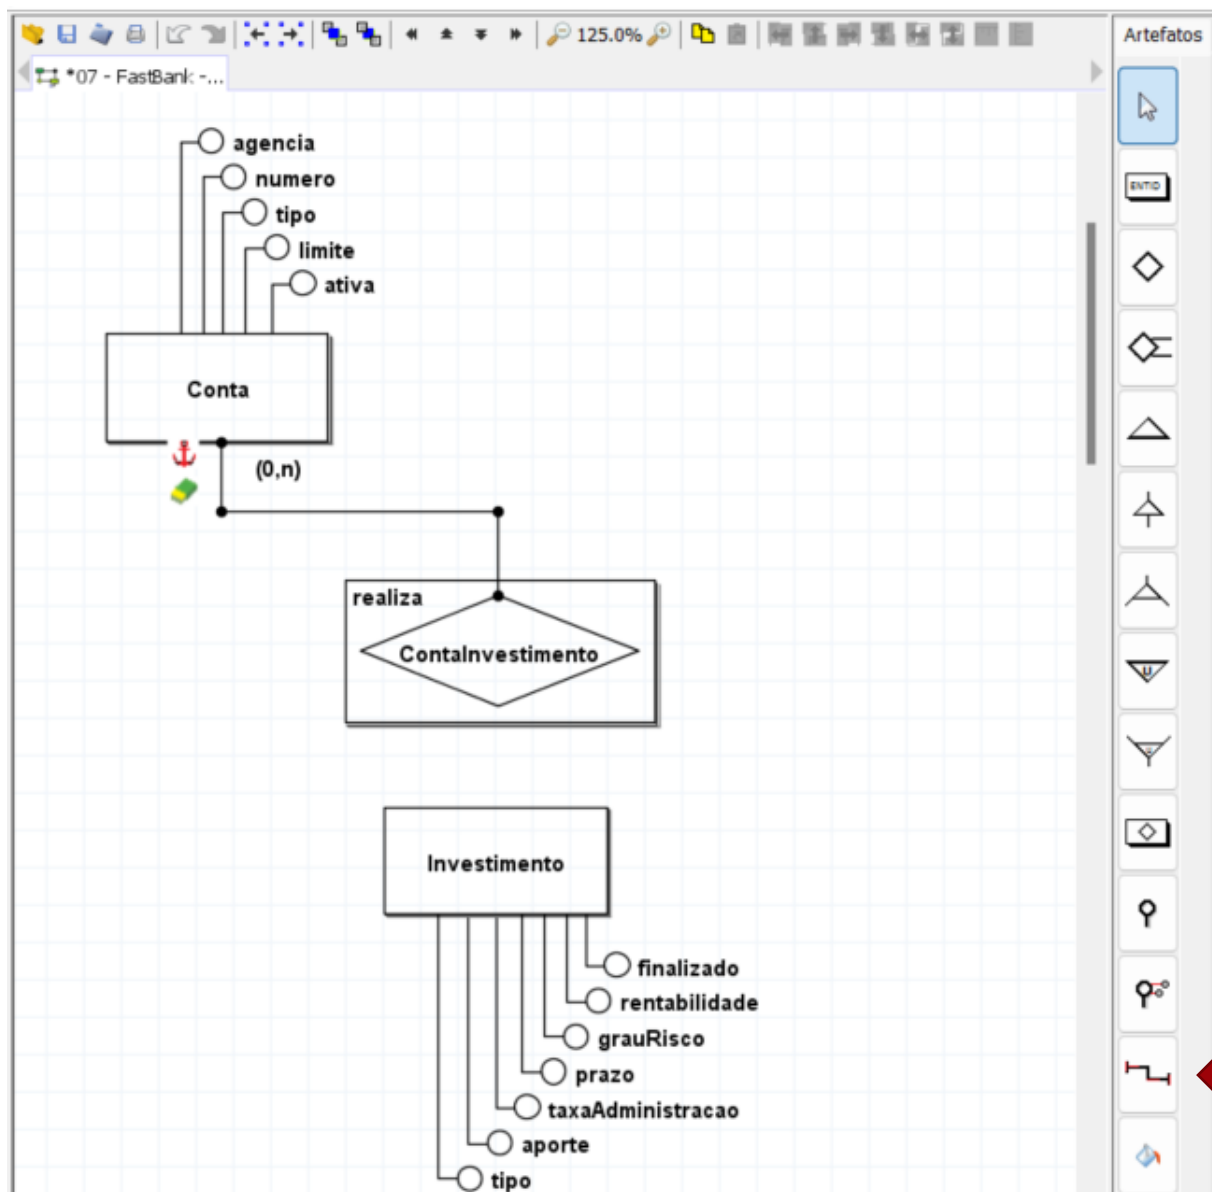 125.0%
Artefatos
*07 - FastBank -...
ENTID
agencia
numero
tipo
limite
ativa
Conta
(0,n)
realiza
ContaInvestimento
U
Investimento
finalizado
rentabilidade
grauRisco
prazo
taxaAdministracao
aporte
tipo